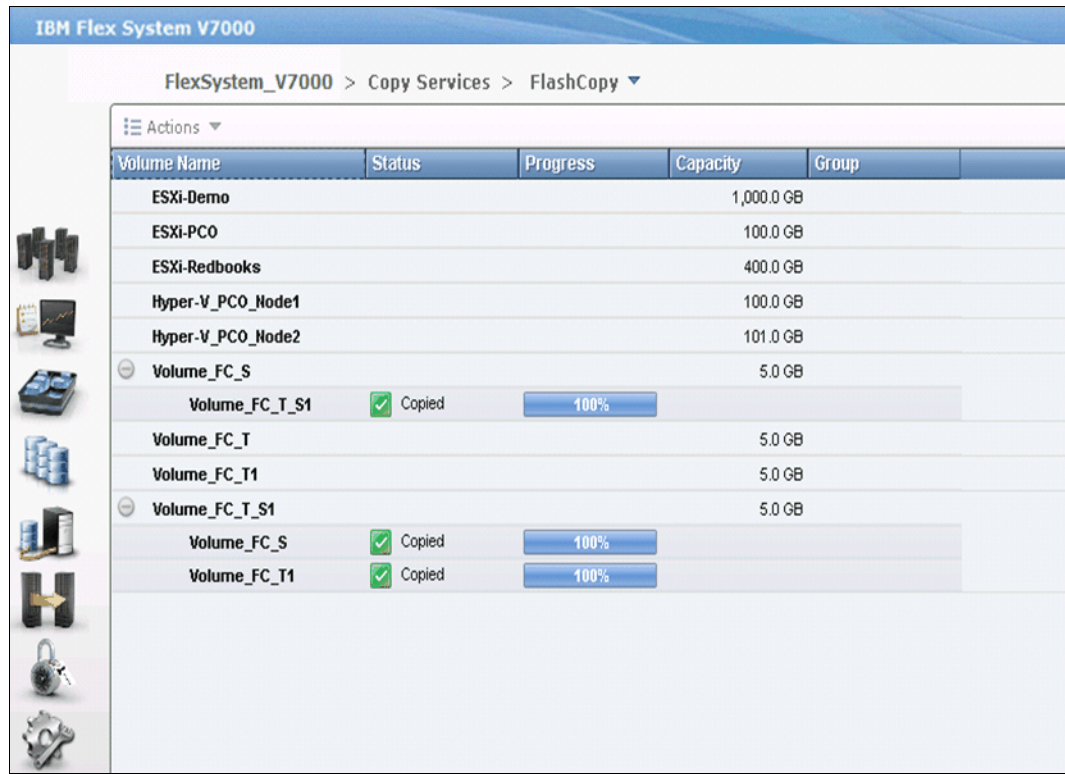 IBM Flex System V7000
FlexSystem_V7000 > Copy Services > FlashCopy
Actions
Volume Name Status Progress Capacity Group
ESXi-Demo 1,000.0 GB
ESXi-PCO 100.0 GB
ESXi-Redbooks 400.0 GB
Hyper-V_PCO_Node1 100.0 GB
Hyper-V_PCO_Node2 101.0 GB
Volume_FC_S 5.0 GB
Volume_FC_T_S1 Copied 100%
Volume_FC_T 5.0 GB
Volume_FC_T1 5.0 GB
Volume_FC_T_S1 5.0 GB
Volume_FC_S Copied 100%
Volume_FC_T1 Copied 100%